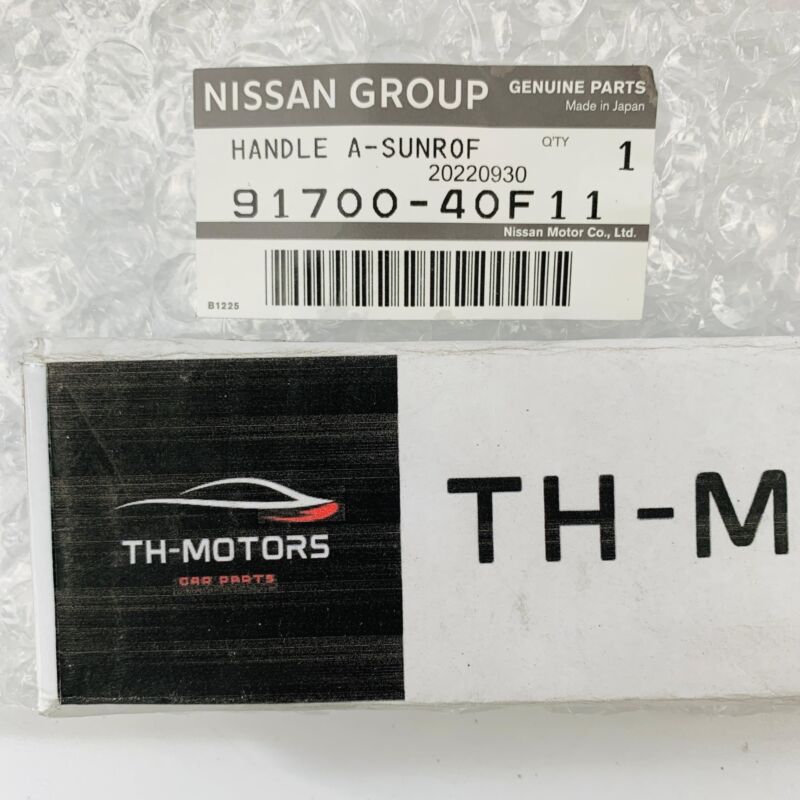 NISSAN GROUP GENUINE PARTS
Made in Japan
HANDLE A-SUNROF Q'TY 1
20220930
91700-40F11
Nissan Motor Co., Ltd.
B1225
TH-M
TH-MOTORS
CAR PARTS